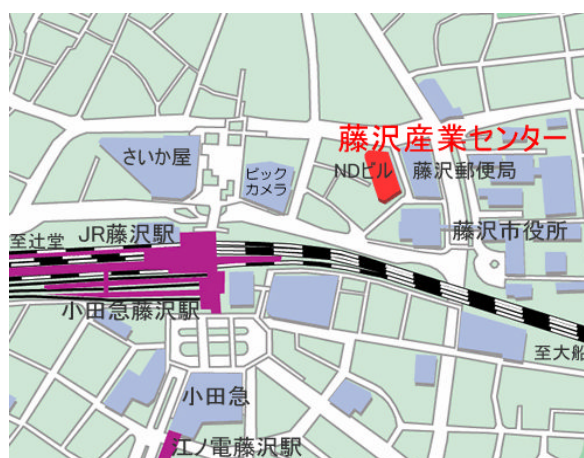 藤沢産業センター
さいか屋
ビック
カメラ
NDビル
藤沢郵便局
至辻堂
JR藤沢駅
藤沢市役所
小田急藤沢駅
至大船
小田急
江ノ電藤沢駅